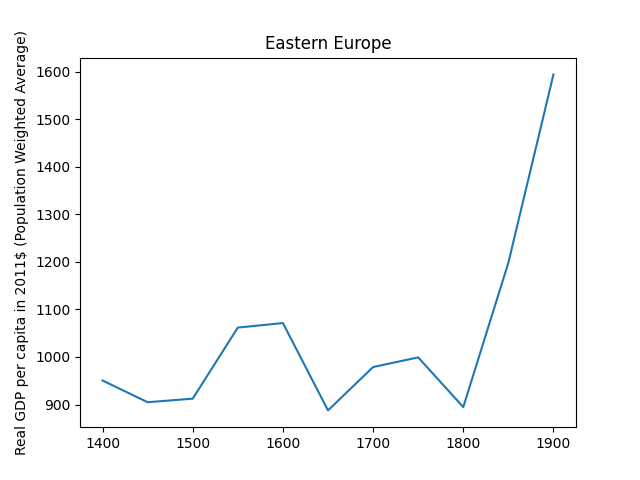 Eastern Europe
Real GDP per capita in 2011$ (Population Weighted Average)
1600
1500
1400
1300
1200
1100
1000
900
1400 1500 1600 1700 1800 1900